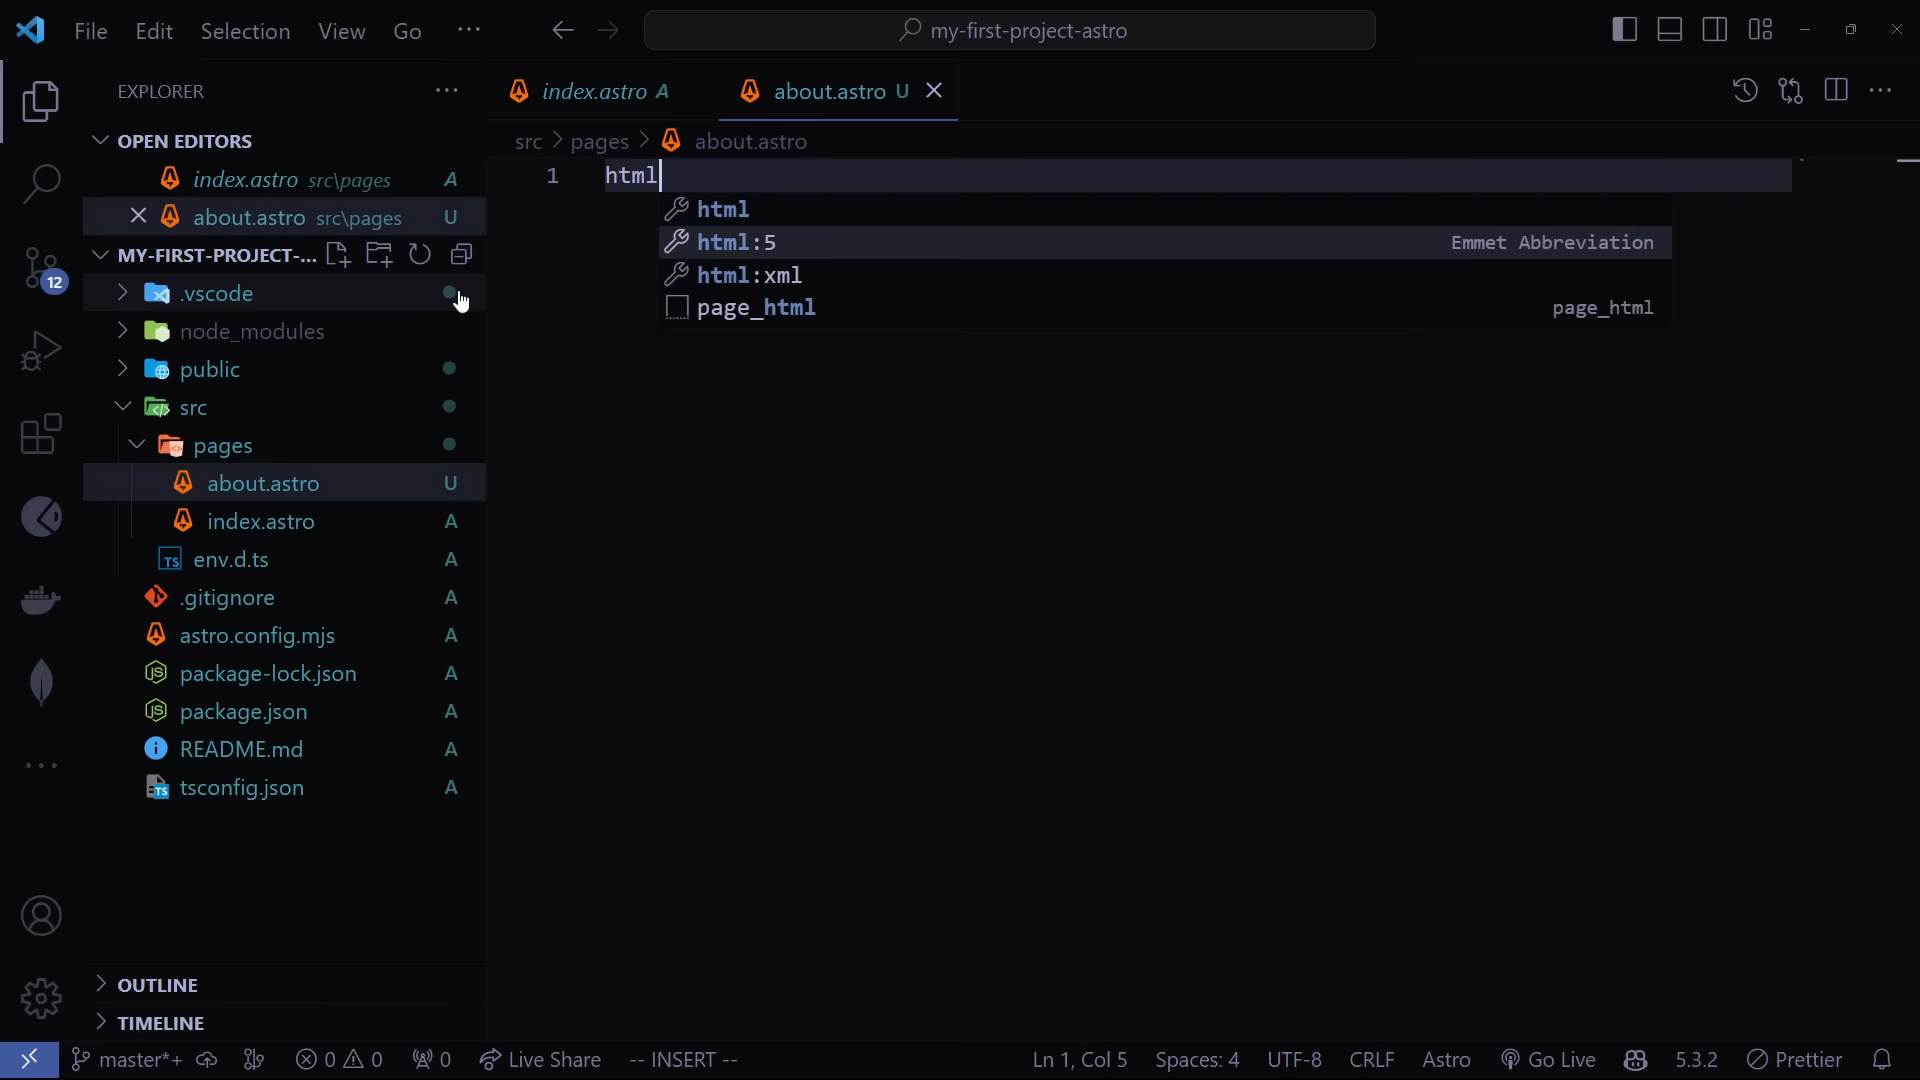 File Edit Selection View Go ··· my-first-project-astro
EXPLORER ···
index.astro A
about.astro U
OPEN EDITORS
src > pages > about.astro
index.astro src\pages A
about.astro src\pages U
MY-FIRST-PROJECT-...
.vscode
node_modules
public
src
pages
about.astro U
index.astro A
env.d.ts A
.gitignore A
astro.config.mjs A
package-lock.json A
package.json A
README.md A
tsconfig.json A
12
1 html
html
html:5 Emmet Abbreviation
html:xml
page_html page_html
OUTLINE
TIMELINE
master*+ 0 0 0 Live Share -- INSERT -- Ln 1, Col 5 Spaces: 4 UTF-8 CRLF Astro Go Live 5.3.2 Prettier